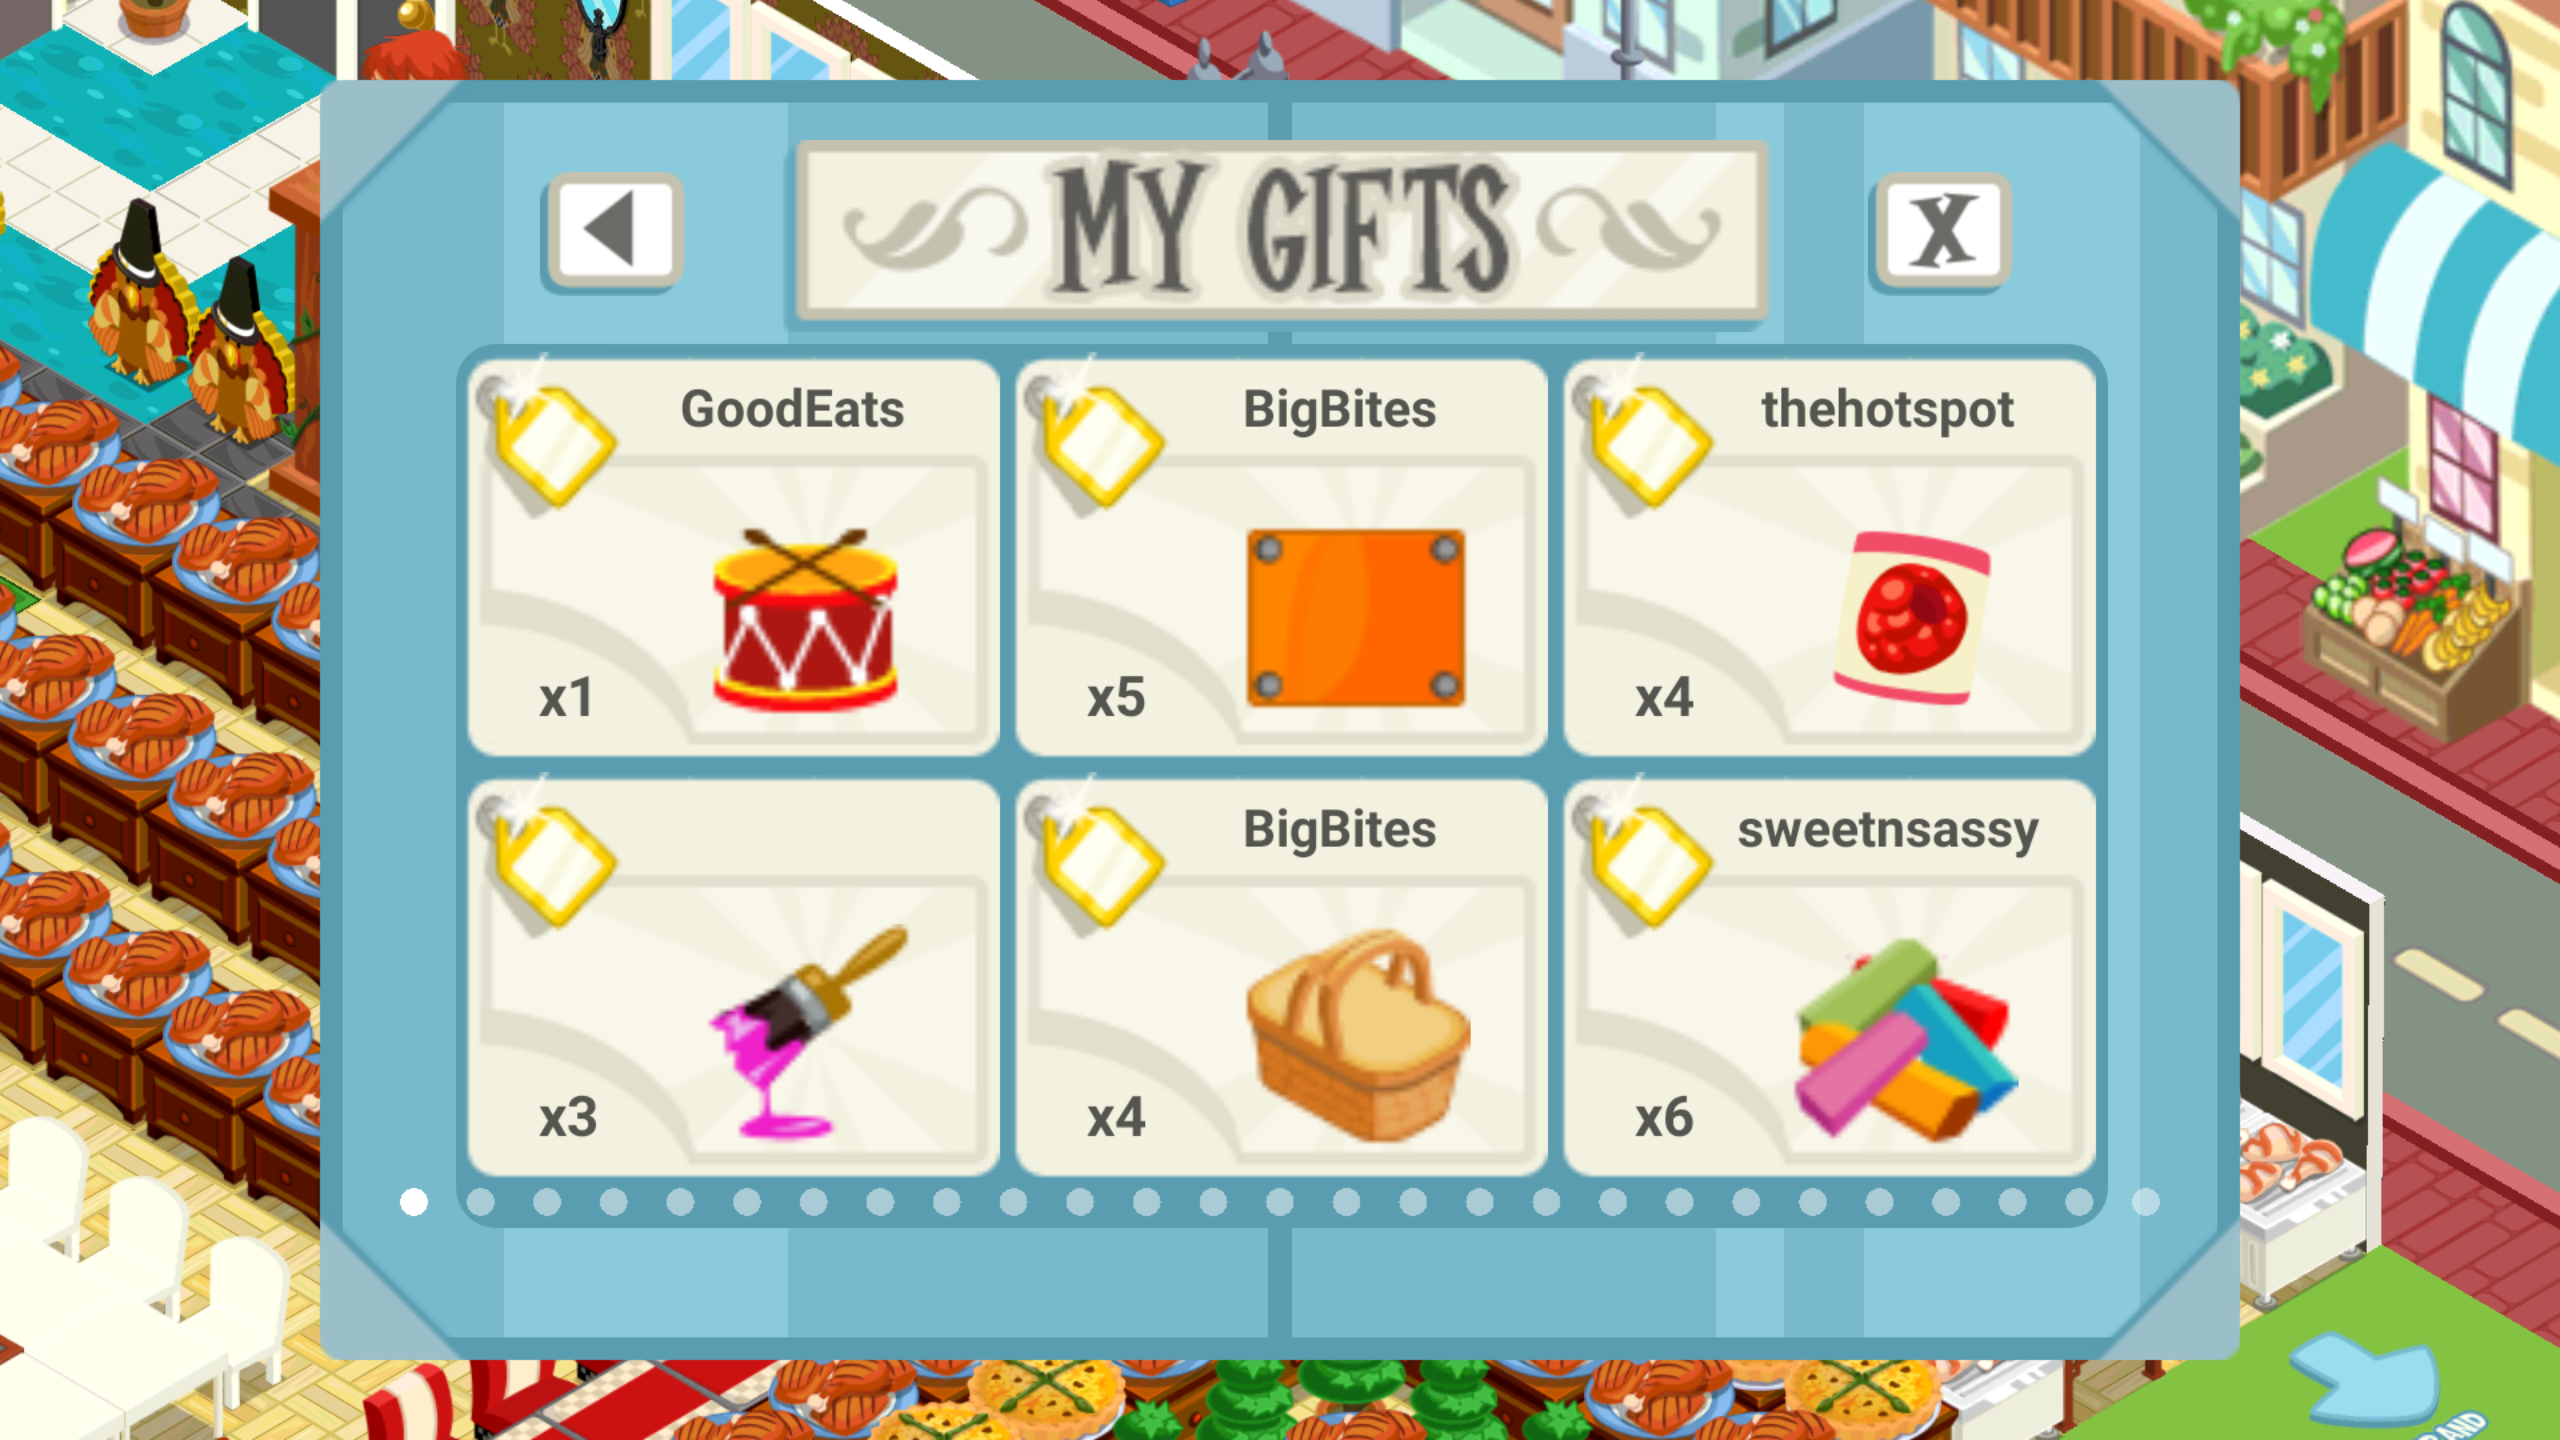 MY GIFTS
X
GoodEats
BigBites
thehotspot
x1
x5
x4
BigBites
sweetnsassy
x3
x4
x6